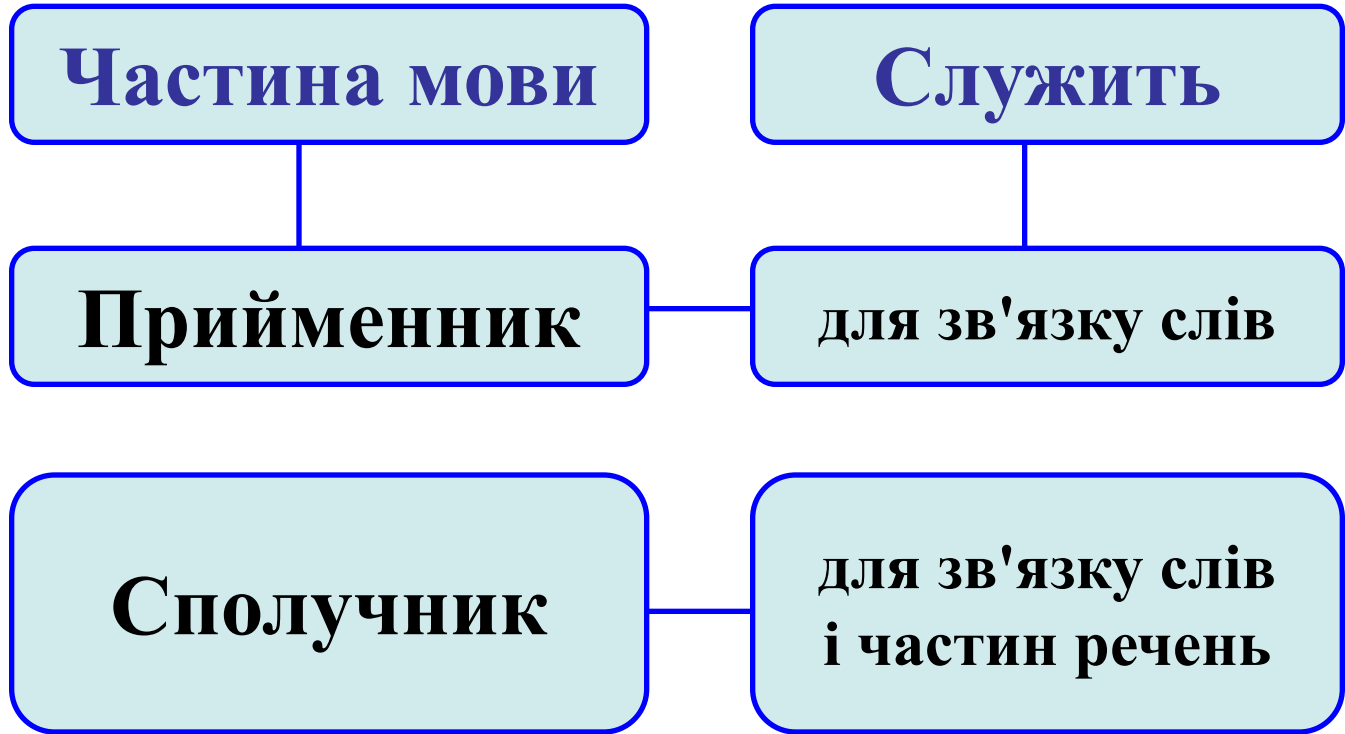 Частина мови
Служить
Прийменник
для зв'язку слів
Сполучник
для зв'язку слів
і частин речень